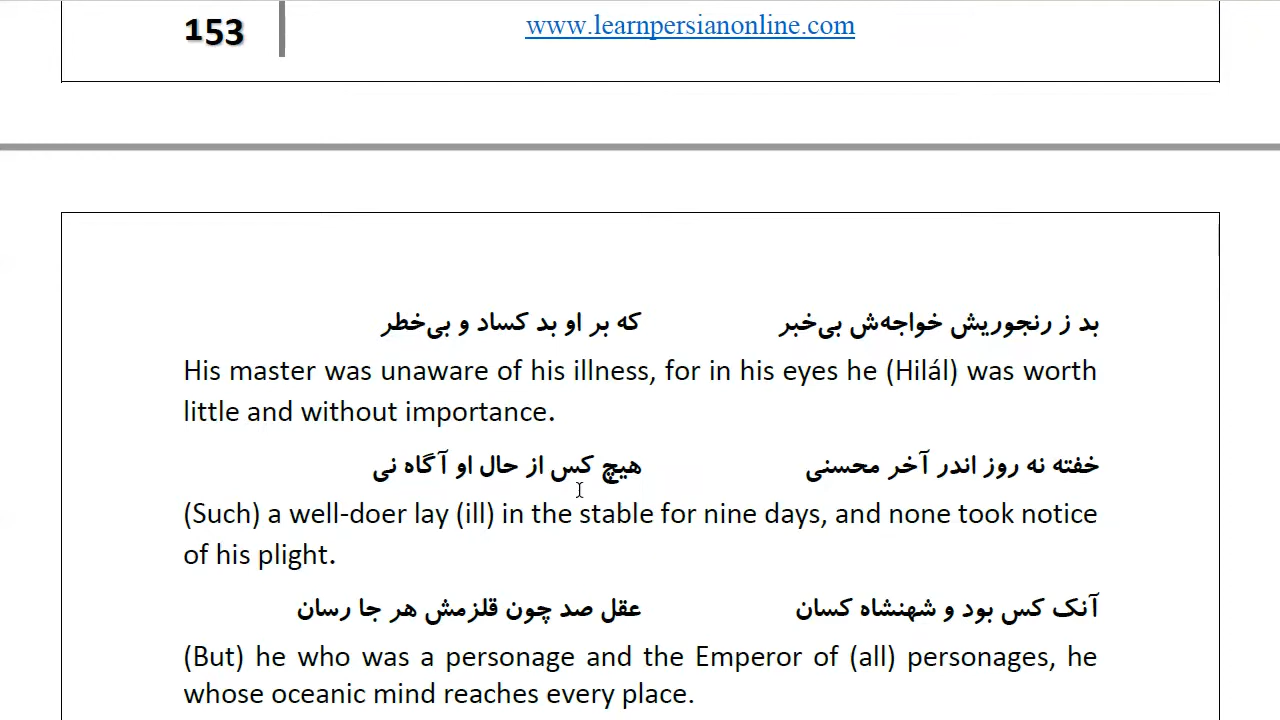 153
www.learnpersianonline.com
بد ز رنجوریش خواجه‌ش بی‌خبر که بر او بد کساد و بی‌خطر
His master was unaware of his illness, for in his eyes he (Hilál) was worth
little and without importance.
خفته نه روز اندر آخر محسنی هیچ کس از حال او آگاه نی
(Such) a well-doer lay (ill) in the stable for nine days, and none took notice
of his plight.
آنک کس بود و شهنشاه کسان عقل صد چون قلزمش هر جا رسان
(But) he who was a personage and the Emperor of (all) personages, he
whose oceanic mind reaches every place.